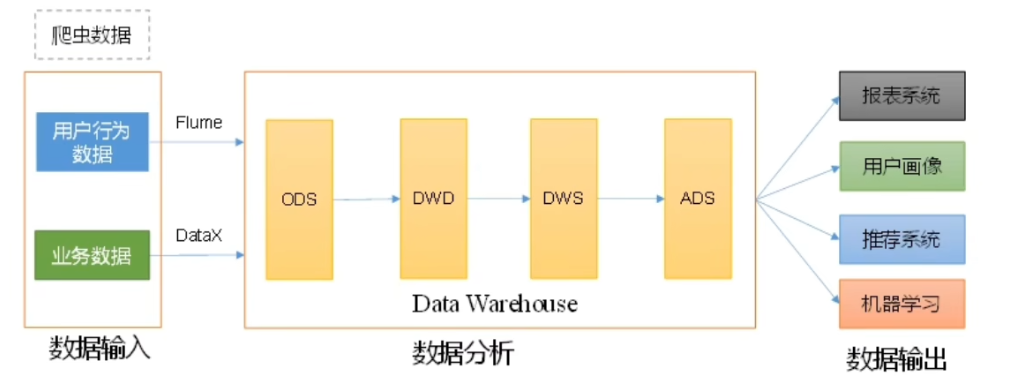 爬虫数据
用户行为
数据
业务数据
数据输入
Flume
DataX
ODS
DWD
DWS
ADS
Data Warehouse
数据分析
报表系统
用户画像
推荐系统
机器学习
数据输出